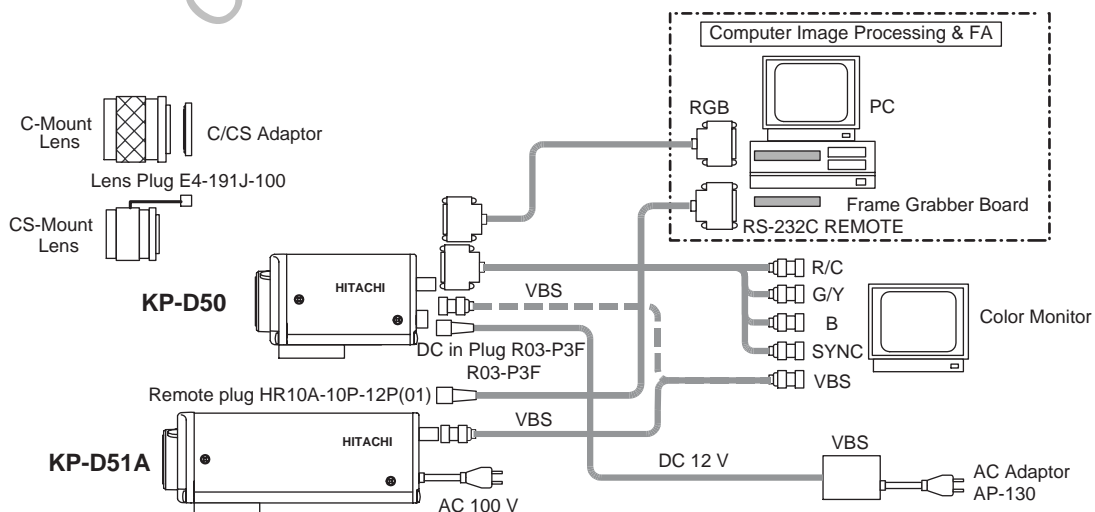 Computer Image Processing & FA
RGB
PC
C-Mount
Lens
C/CS Adaptor
Lens Plug E4-191J-100
CS-Mount
Lens
Frame Grabber Board
RS-232C REMOTE
R/C
G/Y
B
SYNC
VBS
Color Monitor
KP-D50
HITACHI
VBS
DC in Plug R03-P3F
R03-P3F
Remote plug HR10A-10P-12P(01)
VBS
KP-D51A
HITACHI
AC 100 V
DC 12 V
VBS
AC Adaptor
AP-130